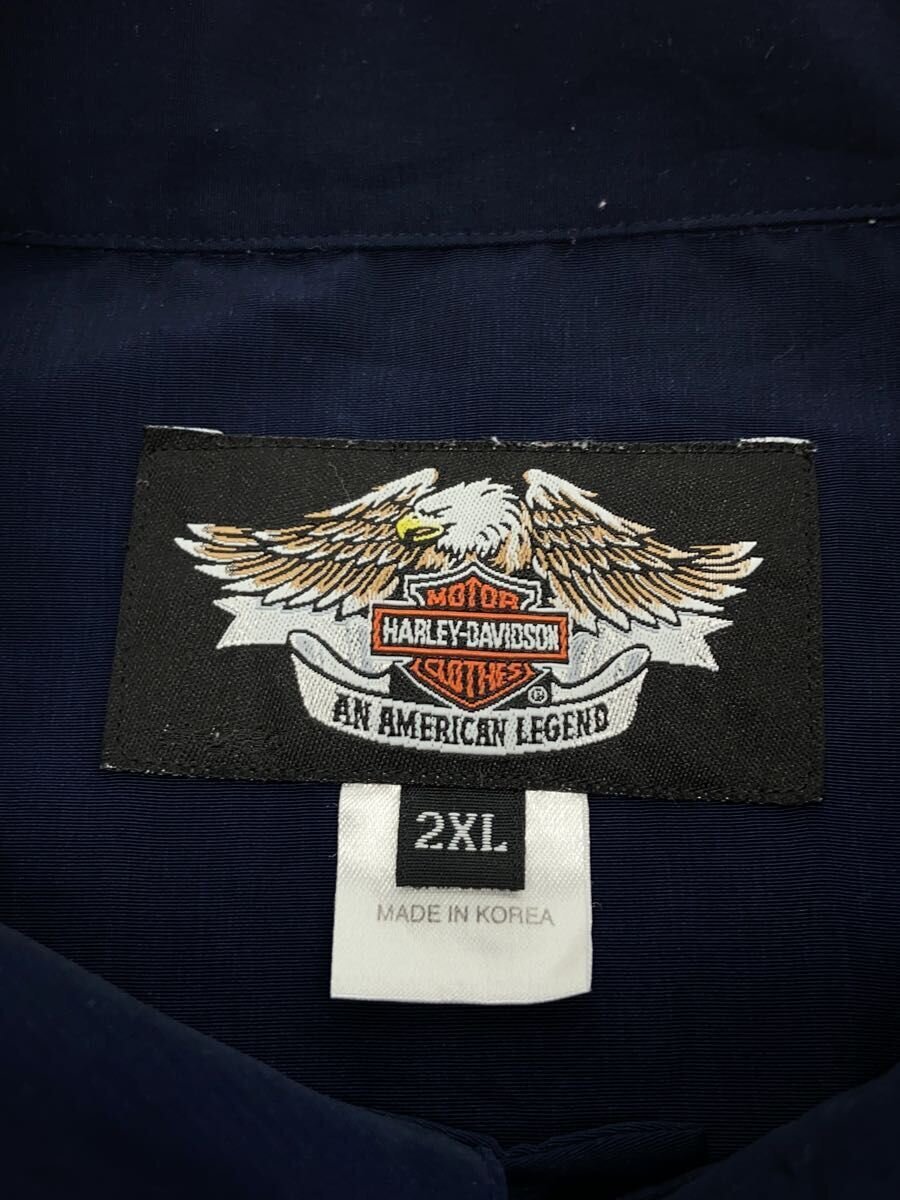 MOTOR
HARLEY-DAVIDSON
CLOTHES
®
AN AMERICAN LEGEND
2XL
MADE IN KOREA